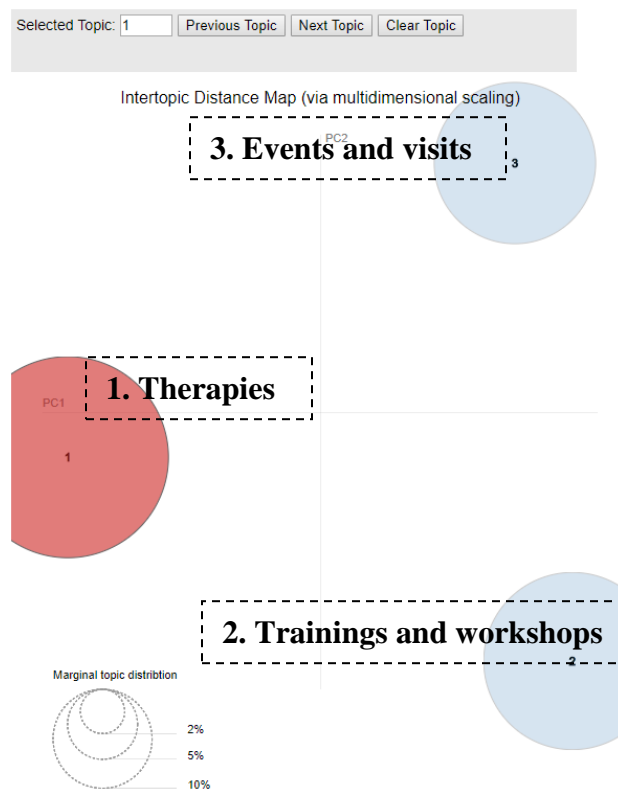 Selected Topic: 1 Previous Topic Next Topic Clear Topic
Intertopic Distance Map (via multidimensional scaling)
PC2
3. Events and visits
3
1. Therapies
PC1
1
2. Trainings and workshops
2
Marginal topic distribtion
2%
5%
10%